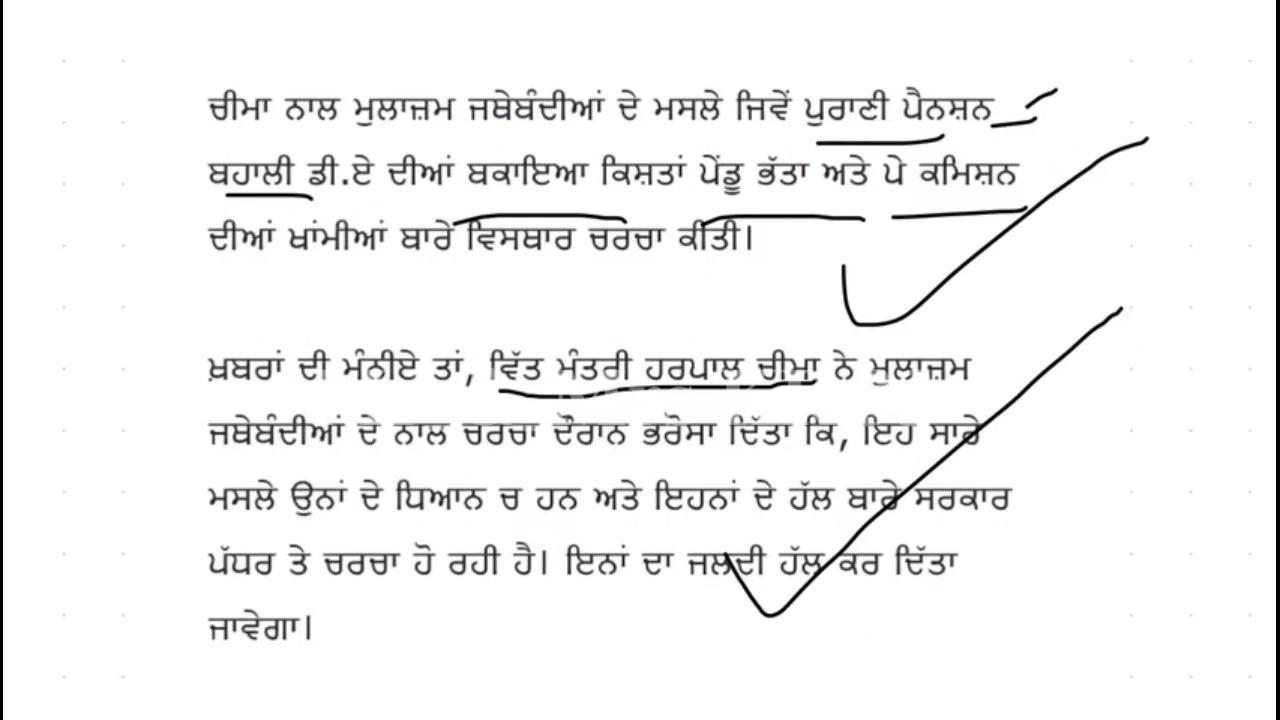 ਚੀਮਾ ਨਾਲ ਮੁਲਾਜ਼ਮ ਜਥੇਬੰਦੀਆਂ ਦੇ ਮਸਲੇ ਜਿਵੇਂ ਪੁਰਾਣੀ ਪੈਨਸ਼ਨ
ਬਹਾਲੀ ਡੀ.ਏ ਦੀਆਂ ਬਕਾਇਆ ਕਿਸ਼ਤਾਂ ਪੇਂਡੂ ਭੱਤਾ ਅਤੇ ਪੇ ਕਮਿਸ਼ਨ
ਦੀਆਂ ਖਾਂਮੀਆਂ ਬਾਰੇ ਵਿਸਥਾਰ ਚਰਚਾ ਕੀਤੀ।
ਖ਼ਬਰਾਂ ਦੀ ਮੰਨੀਏ ਤਾਂ, ਵਿੱਤ ਮੰਤਰੀ ਹਰਪਾਲ ਚੀਮਾ ਨੇ ਮੁਲਾਜ਼ਮ
ਜਥੇਬੰਦੀਆਂ ਦੇ ਨਾਲ ਚਰਚਾ ਦੌਰਾਨ ਭਰੋਸਾ ਦਿੱਤਾ ਕਿ, ਇਹ ਸਾਰੇ
ਮਸਲੇ ਉਨਾਂ ਦੇ ਧਿਆਨ ਚ ਹਨ ਅਤੇ ਇਹਨਾਂ ਦੇ ਹੱਲ ਬਾਰੇ ਸਰਕਾਰ
ਪੱਧਰ ਤੇ ਚਰਚਾ ਹੋ ਰਹੀ ਹੈ। ਇਨਾਂ ਦਾ ਜਲਦੀ ਹੱਲ ਕਰ ਦਿੱਤਾ
ਜਾਵੇਗਾ।